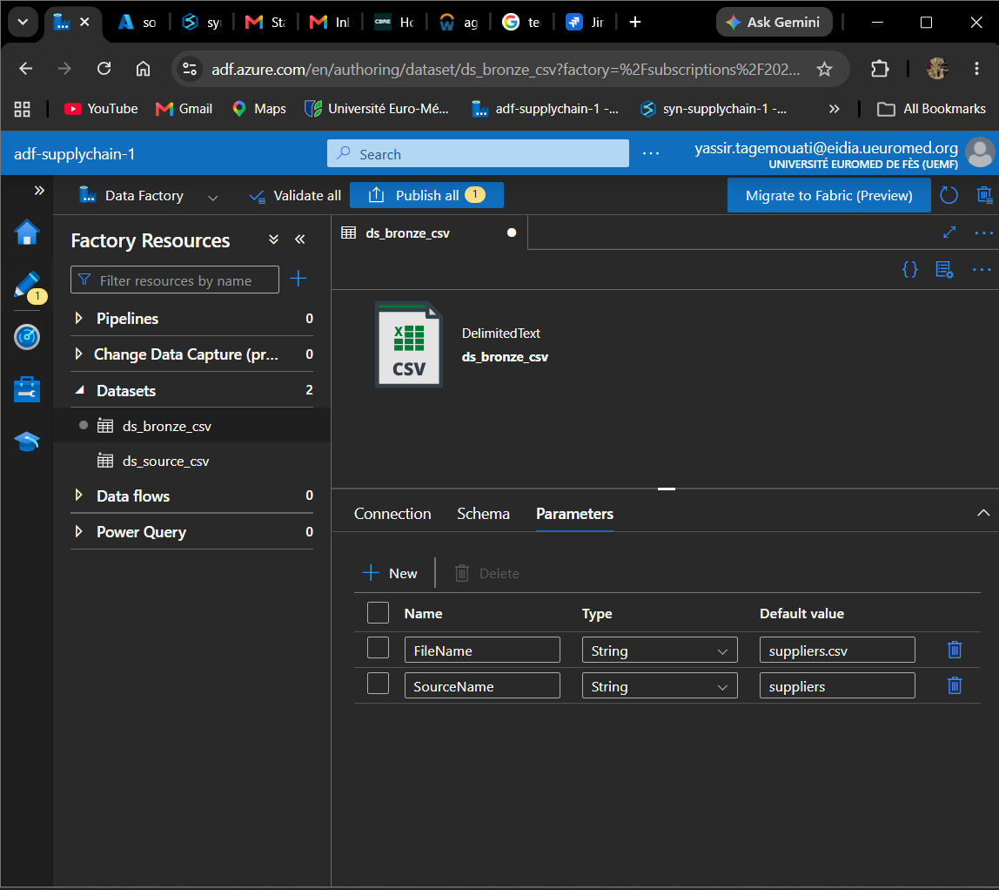 so
syn
Sta
Inb
CBRE
Ho
ag
te
Jir
Ask Gemini
adf.azure.com/en/authoring/dataset/ds_bronze_csv?factory=%2Fsubscriptions%2F202...
YouTube
Gmail
Maps
Université Euro-Mé...
adf-supplychain-1 -...
syn-supplychain-1 -...
»
All Bookmarks
adf-supplychain-1
Search
...
yassir.tagemouati@eidia.ueuromed.org
UNIVERSITÉ EUROMED DE FÈS (UEMF)
Data Factory
Validate all
Publish all 1
Migrate to Fabric (Preview)
Factory Resources
Filter resources by name
1
Pipelines 0
Change Data Capture (pr... 0
Datasets 2
ds_bronze_csv
ds_source_csv
Data flows 0
Power Query 0
ds_bronze_csv
{}
X
CSV
DelimitedText
ds_bronze_csv
Connection Schema Parameters
New Delete
Name Type Default value
FileName String suppliers.csv
SourceName String suppliers